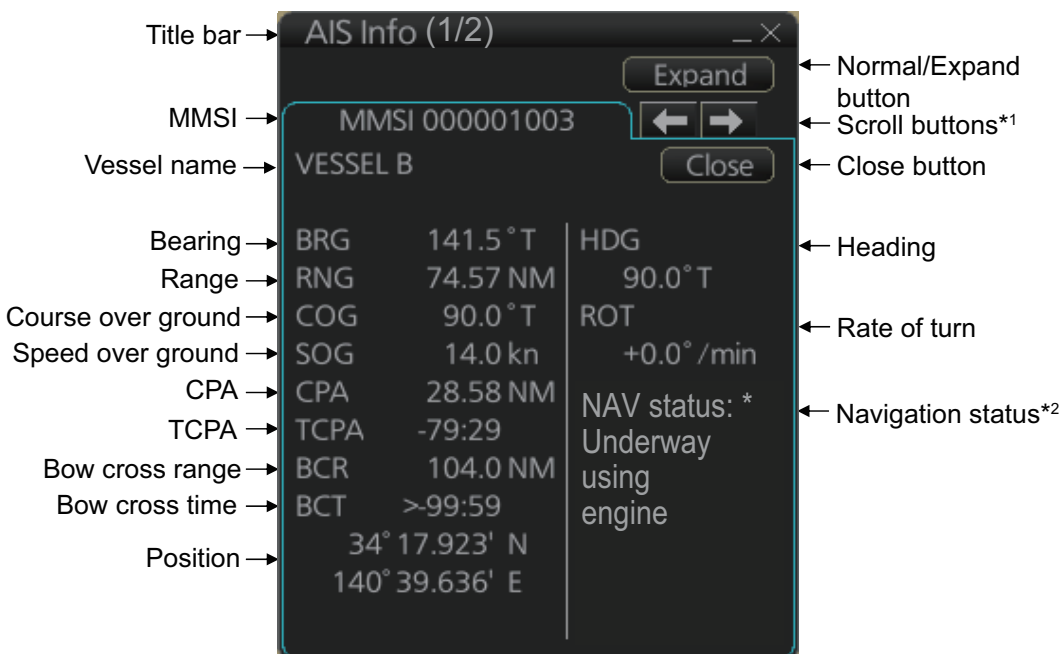 Title bar
AIS Info (1/2)
Expand
Normal/Expand
button
MMSI
MMSI 000001003
Scroll buttons*1
Vessel name
VESSEL B
Close
Close button
Bearing
BRG 141.5°T
HDG
Heading
Range
RNG 74.57 NM
90.0°T
Course over ground
COG 90.0°T
ROT
Rate of turn
Speed over ground
SOG 14.0 kn
+0.0°/min
CPA
CPA 28.58 NM
NAV status: *
Navigation status*2
TCPA
TCPA -79:29
Underway
Bow cross range
BCR 104.0 NM
using
Bow cross time
BCT >-99:59
engine
Position
34°17.923' N
140°39.636' E